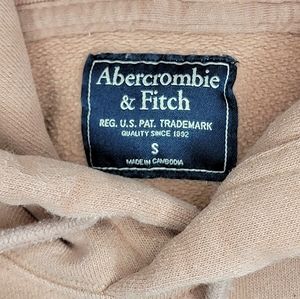 Abercrombie
& Fitch
REG. U.S. PAT. TRADEMARK
QUALITY SINCE 1892
S
MADE IN CAMBODIA